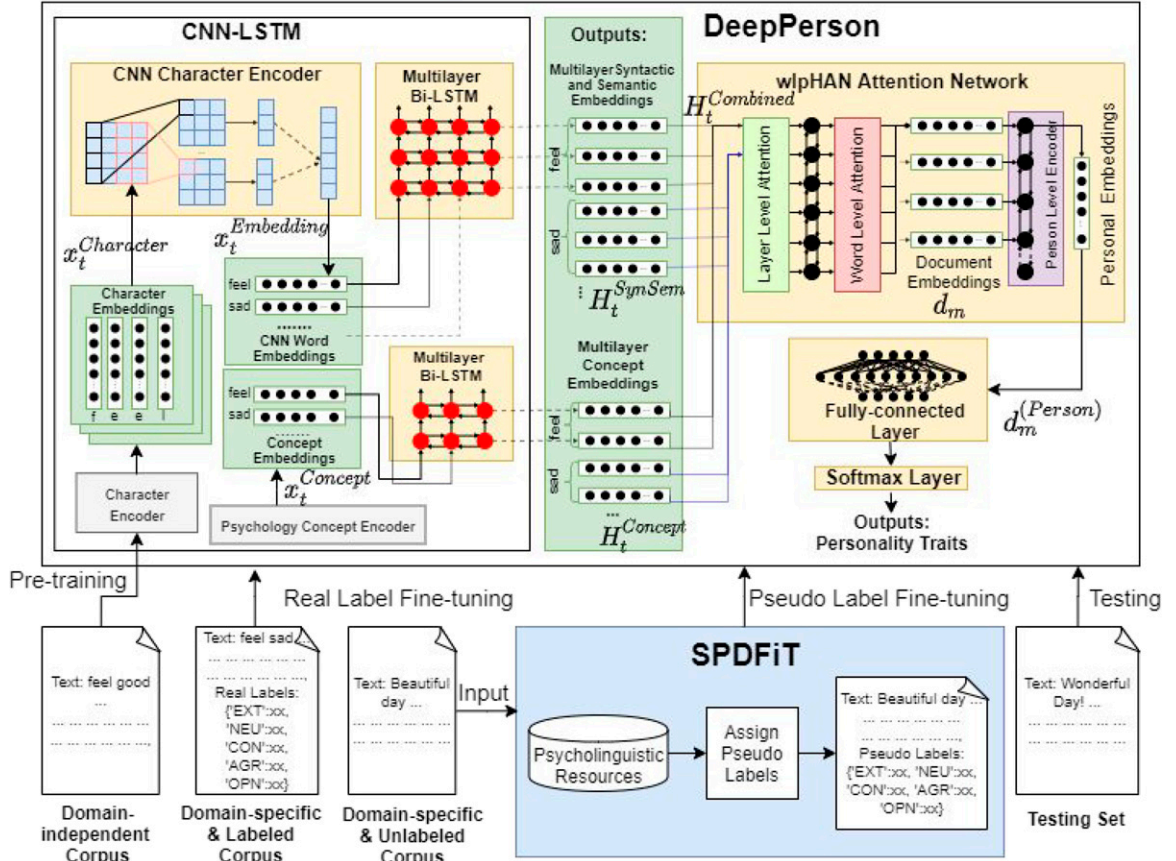 DeepPerson
CNN-LSTM
CNN Character Encoder
Multilayer
Bi-LSTM
x_t^{Character}
x_t^{Embedding}
Character
Embeddings
f e e l
feel
sad
........
CNN Word
Embeddings
feel
sad
........
Concept
Embeddings
x_t^{Concept}
Multilayer
Bi-LSTM
Character
Encoder
Psychology Concept Encoder
Outputs:
Multilayer Syntactic
and Semantic
Embeddings
feel
sad
H_t^{SynSem}
Multilayer
Concept
Embeddings
feel
sad
...
H_t^{Concept}
H_t^{Combined}
wlpHAN Attention Network
Layer Level Attention
Word Level Attention
Document
Embeddings
d_m
Person Level Encoder
Personal Embeddings
d_m^{(Person)}
Fully-connected
Layer
Softmax Layer
Outputs:
Personality Traits
Pre-training
Real Label Fine-tuning
Pseudo Label Fine-tuning
Testing
Text: feel good
...
... ... ... ... ...
... ... ... ... ...,
Domain-
independent
Corpus
Text: feel sad ...
... ... ... ... ...
... ... ... ... ...,
Real Labels:
{'EXT':xx,
'NEU':xx,
'CON':xx,
'AGR':xx,
'OPN':xx}
Domain-specific
& Labeled
Corpus
Text: Beautiful
day ...
... ... ... ... ...
... ... ... ... ...
Domain-specific
& Unlabeled
Corpus
Input
SPDFiT
Psycholinguistic
Resources
Assign
Pseudo
Labels
Text: Beautiful day ...
... ... ... ... ...
... ... ... ... ...,
Pseudo Labels:
{'EXT':xx, 'NEU':xx,
'CON':xx, 'AGR':xx,
'OPN':xx}
Text: Wonderful
Day! ...
... ... ... ... ...
... ... ... ... ...
Testing Set